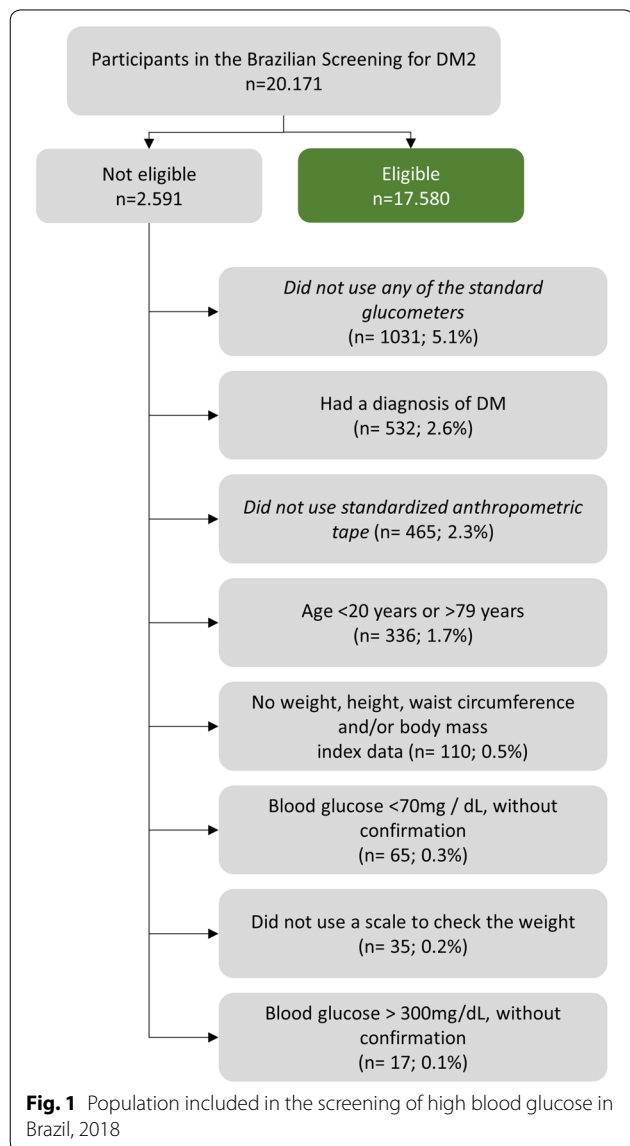 Participants in the Brazilian Screening for DM2
n=20.171
Not eligible
n=2.591
Eligible
n=17.580
Did not use any of the standard
glucometers
(n= 1031; 5.1%)
Had a diagnosis of DM
(n= 532; 2.6%)
Did not use standardized anthropometric
tape (n= 465; 2.3%)
Age <20 years or >79 years
(n= 336; 1.7%)
No weight, height, waist circumference
and/or body mass
index data (n= 110; 0.5%)
Blood glucose <70mg / dL, without
confirmation
(n= 65; 0.3%)
Did not use a scale to check the weight
(n= 35; 0.2%)
Blood glucose > 300mg/dL, without
confirmation
(n= 17; 0.1%)
Fig. 1 Population included in the screening of high blood glucose in
Brazil, 2018